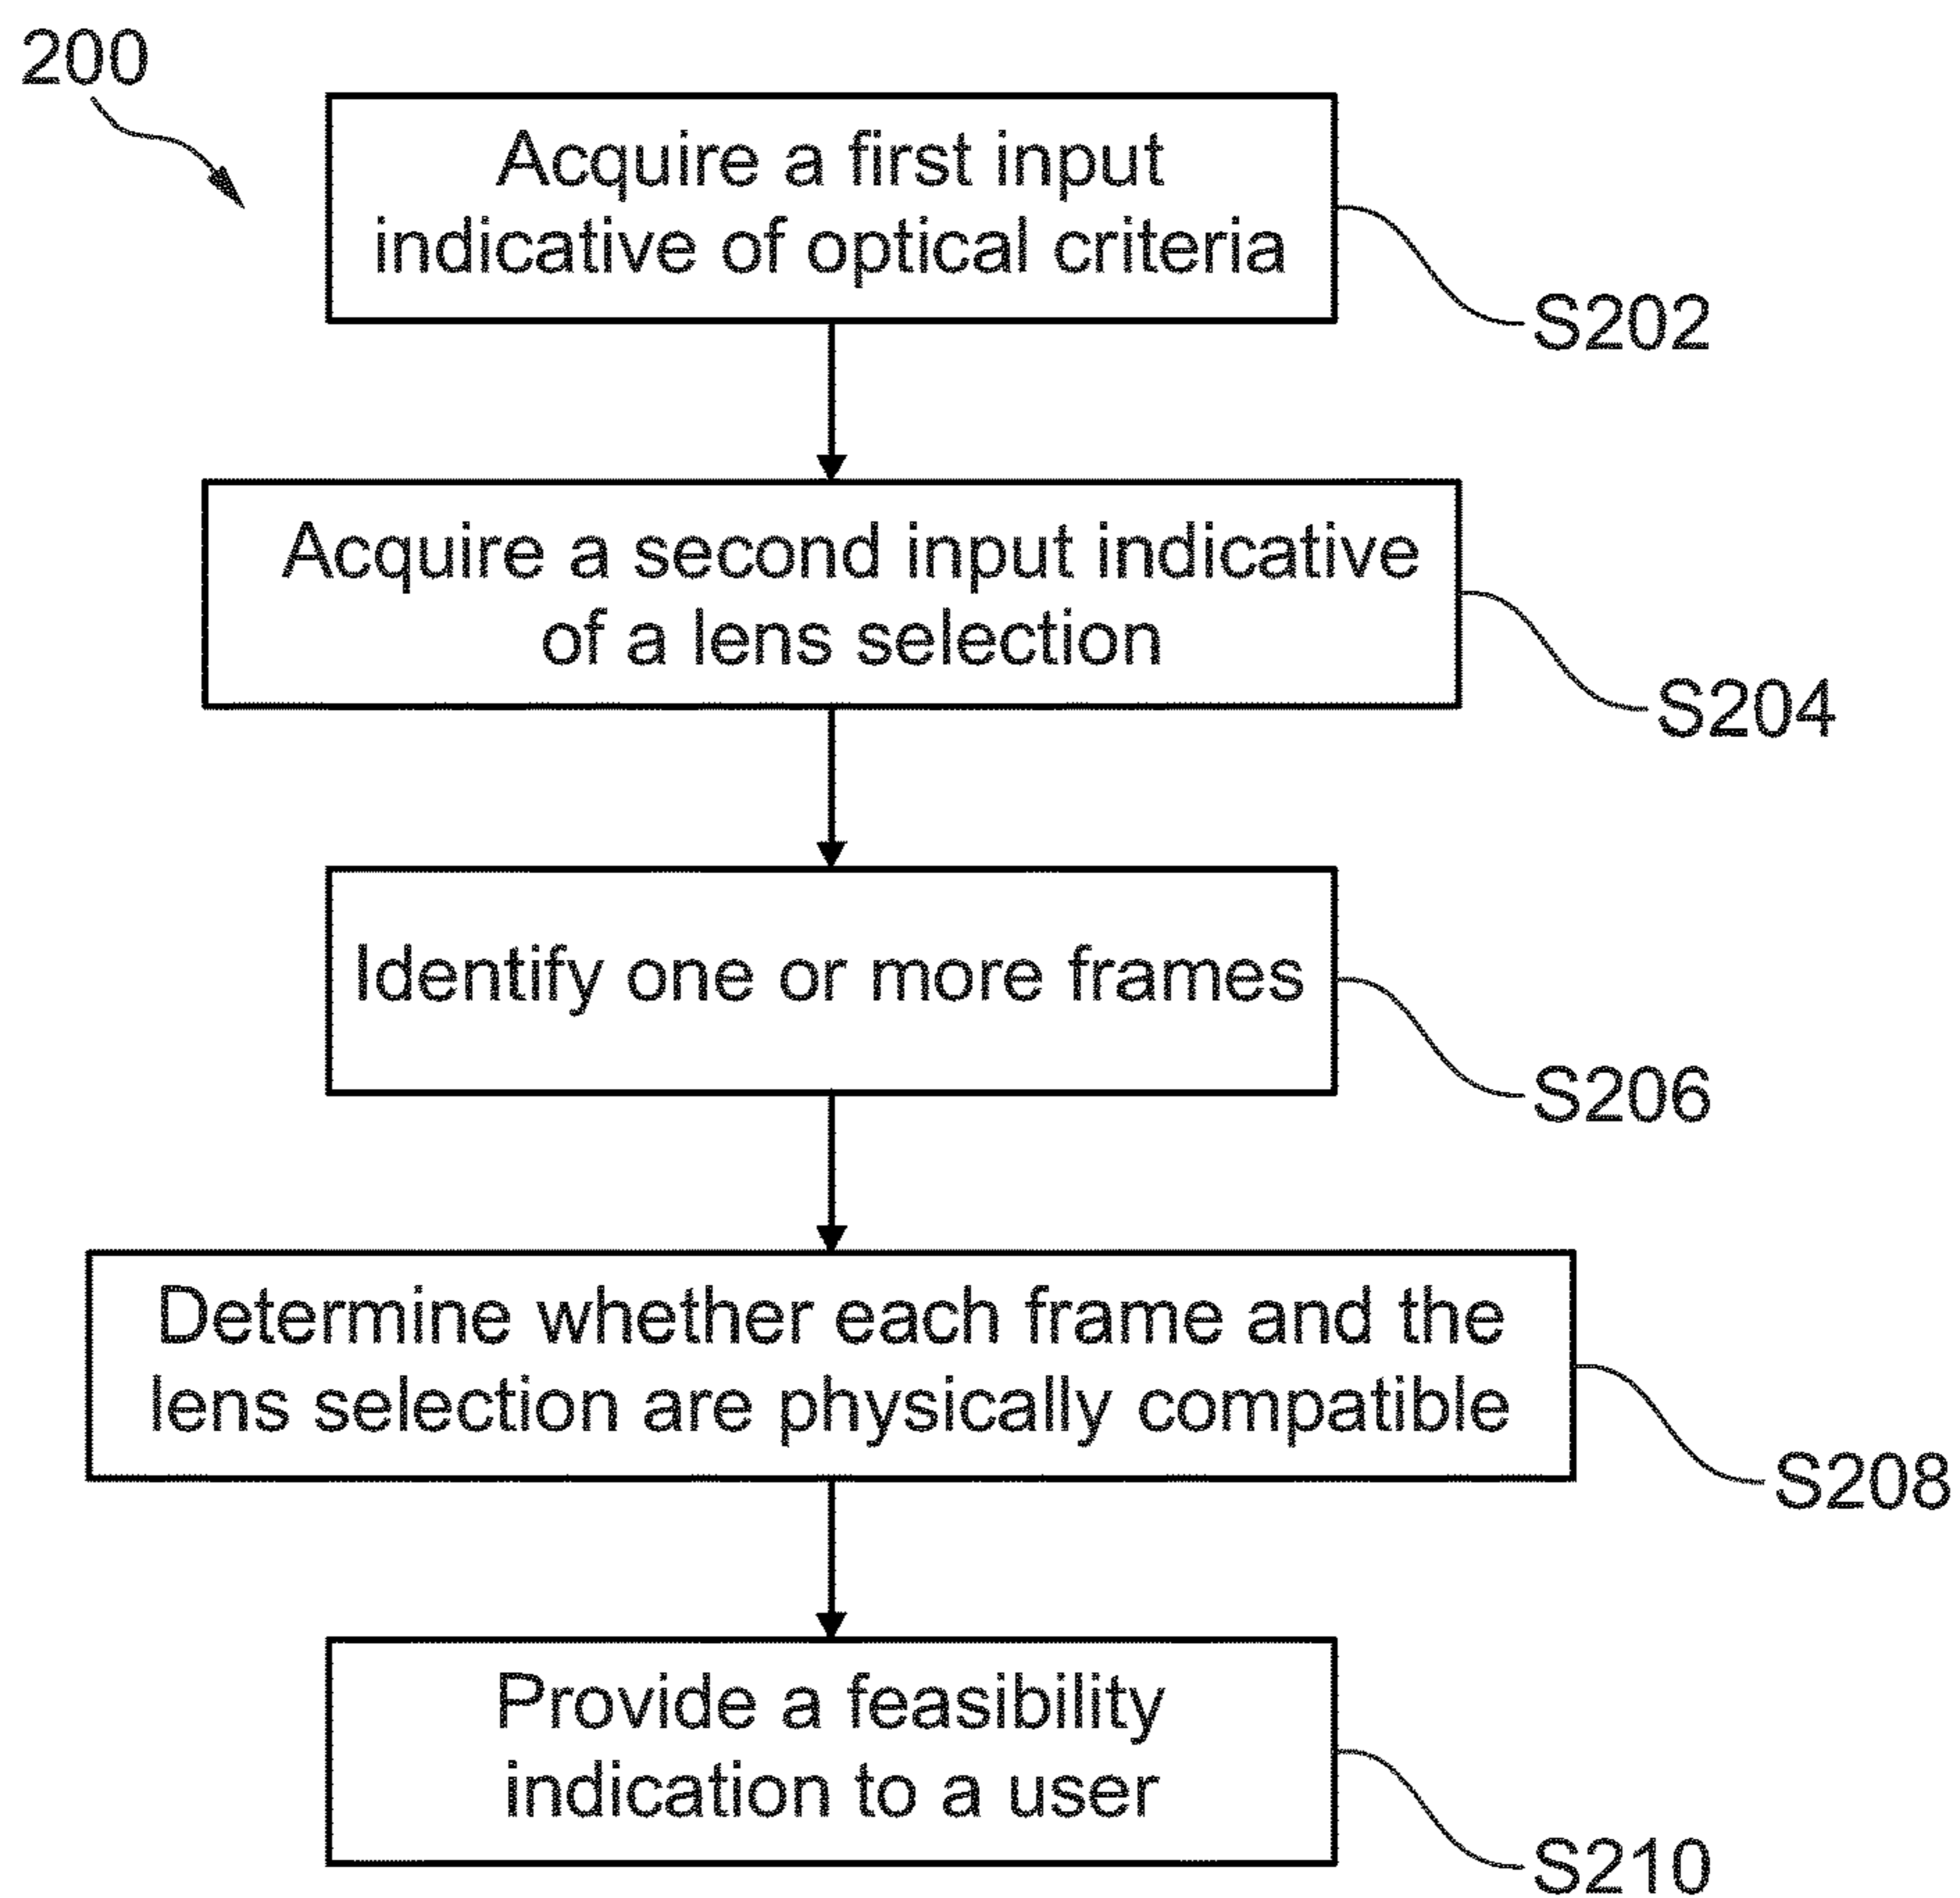 200
Acquire a first input
indicative of optical criteria
S202
Acquire a second input indicative
of a lens selection
S204
Identify one or more frames
S206
Determine whether each frame and the
lens selection are physically compatible
S208
Provide a feasibility
indication to a user
S210